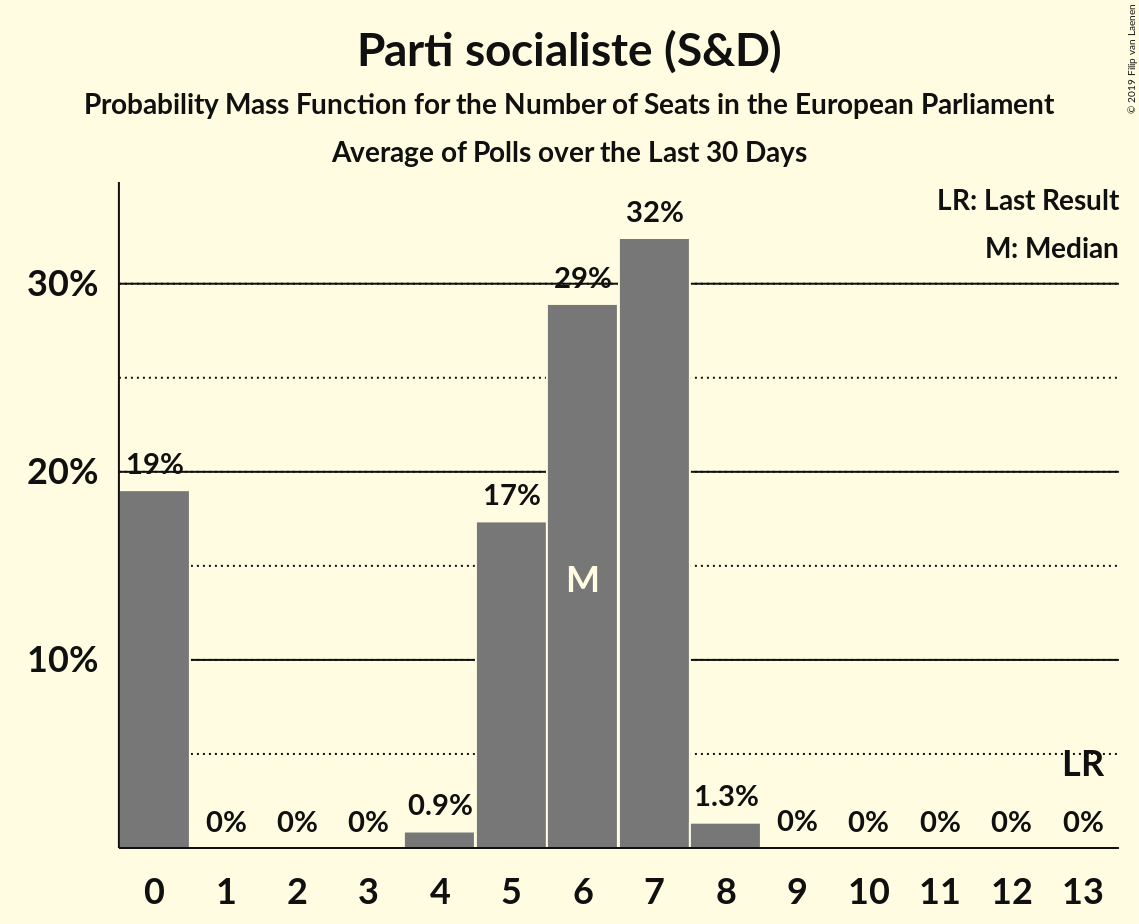 Parti socialiste (S&D)
Probability Mass Function for the Number of Seats in the European Parliament
Average of Polls over the Last 30 Days
© 2019 Filip van Laenen
LR: Last Result
M: Median
32%
30%
29%
20%
19%
17%
M
10%
LR
0.9%
1.3%
0% 0% 0% 0% 0% 0% 0% 0%
0 1 2 3 4 5 6 7 8 9 10 11 12 13